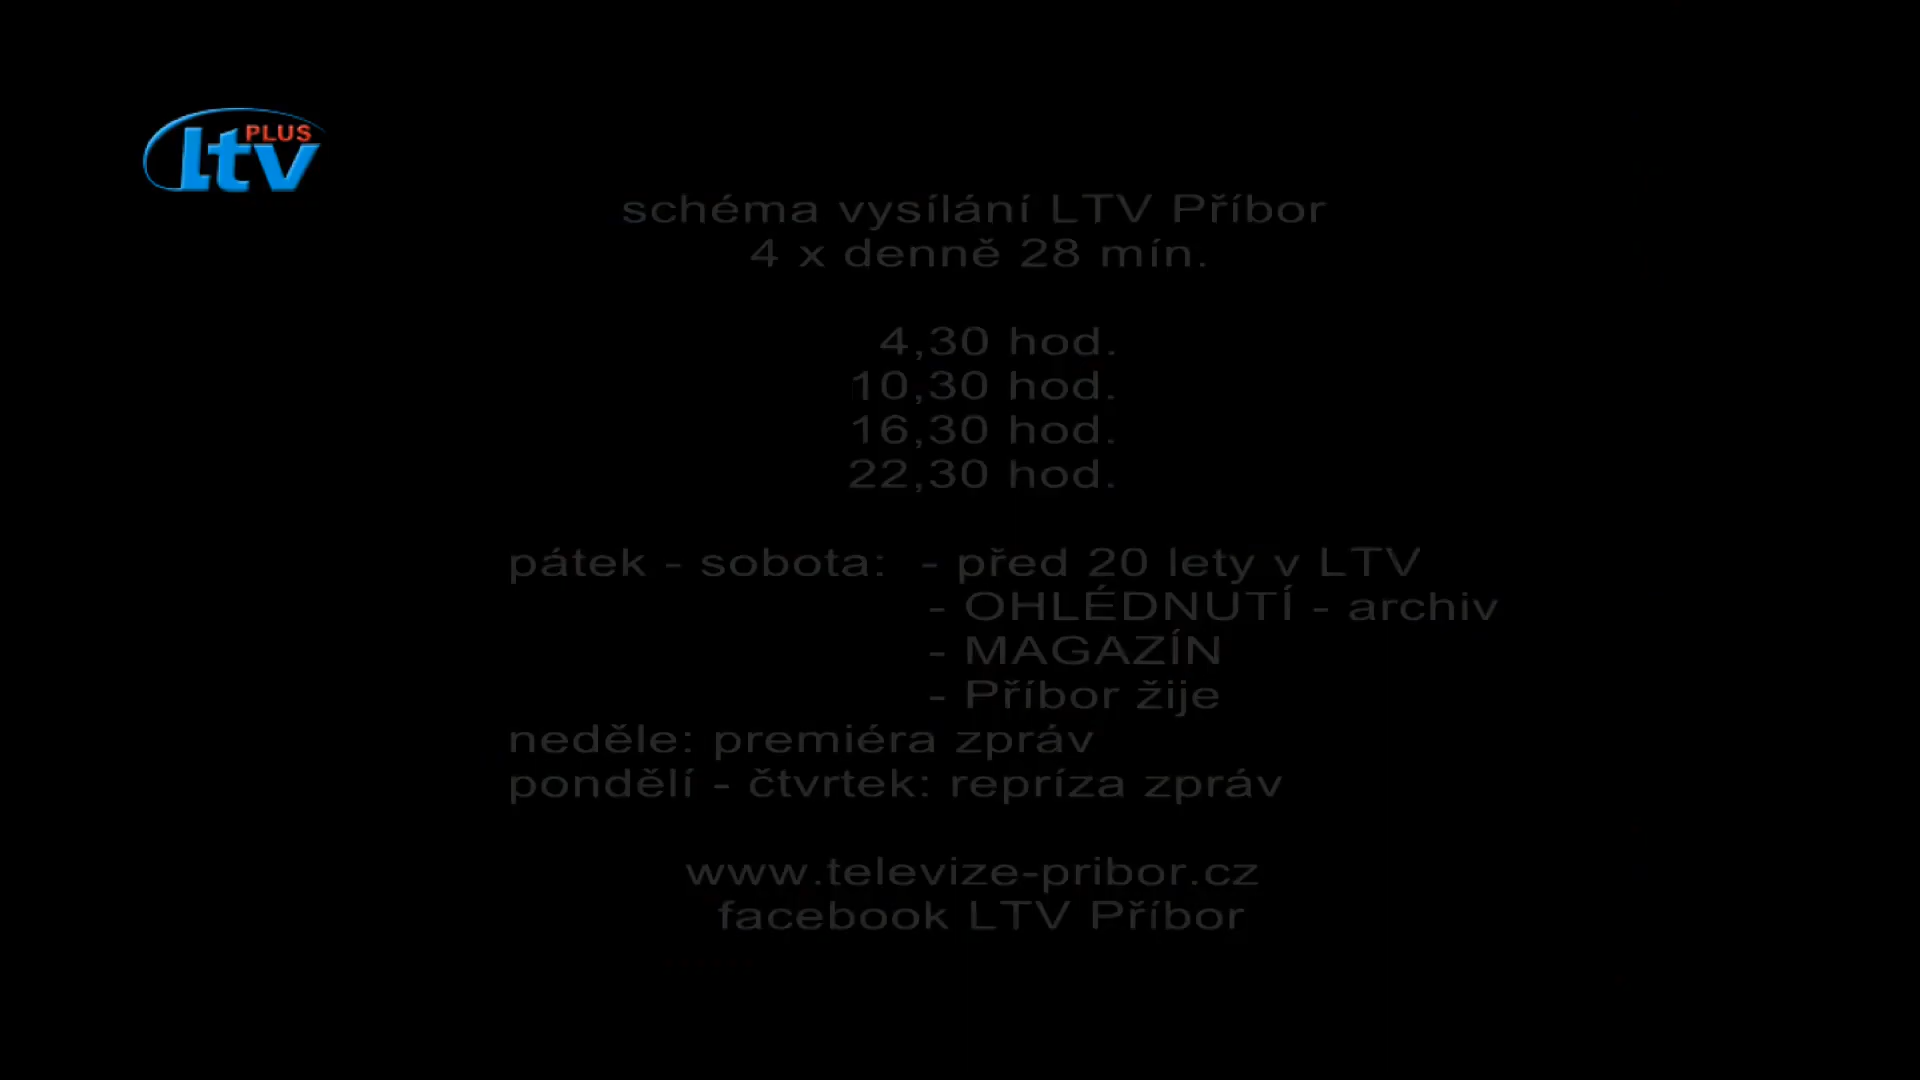 ltv PLUS
schéma vysílání LTV Příbor
4 x denně 28 mín.
4,30 hod.
10,30 hod.
16,30 hod.
22,30 hod.
pátek - sobota: - před 20 lety v LTV
- OHLÉDNUTÍ - archiv
- MAGAZÍN
- Příbor žije
neděle: premiéra zpráv
pondělí - čtvrtek: repríza zpráv
www.televize-pribor.cz
facebook LTV Příbor